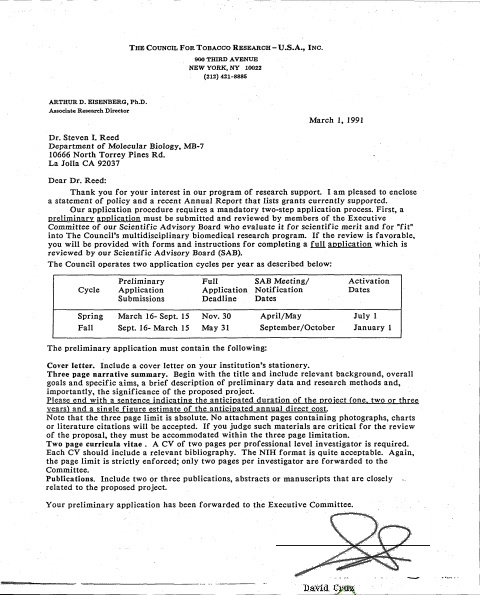 THE COUNCIL FOR TOBACCO RESEARCH – U.S.A., INC.
900 THIRD AVENUE
NEW YORK, NY 10022
(212) 421-8885
ARTHUR D. EISENBERG, Ph.D.
Associate Research Director
March 1, 1991
Dr. Steven I. Reed
Department of Molecular Biology, MB-7
10666 North Torrey Pines Rd.
La Jolla CA 92037
Dear Dr. Reed:
Thank you for your interest in our program of research support. I am pleased to enclose
a statement of policy and a recent Annual Report that lists grants currently supported.
Our application procedure requires a mandatory two-step application process. First, a
preliminary application must be submitted and reviewed by members of the Executive
Committee of our Scientific Advisory Board who evaluate it for scientific merit and for "fit"
into The Council's multidisciplinary biomedical research program. If the review is favorable,
you will be provided with forms and instructions for completing a full application which is
reviewed by our Scientific Advisory Board (SAB).
The Council operates two application cycles per year as described below:
Preliminary Full SAB Meeting/ Activation
Cycle Application Application Notification Dates
Submissions Deadline Dates
Spring March 16- Sept. 15 Nov. 30 April/May July 1
Fall Sept. 16- March 15 May 31 September/October January 1
The preliminary application must contain the following:
Cover letter. Include a cover letter on your institution's stationery.
Three page narrative summary. Begin with the title and include relevant background, overall
goals and specific aims, a brief description of preliminary data and research methods and,
importantly, the significance of the proposed project.
Please end with a sentence indicating the anticipated duration of the project (one, two or three
years) and a single figure estimate of the anticipated annual direct cost.
Note that the three page limit is absolute. No attachment pages containing photographs, charts
or literature citations will be accepted. If you judge such materials are critical for the review
of the proposal, they must be accommodated within the three page limitation.
Two page curricula vitae . A CV of two pages per professional level investigator is required.
Each CV should include a relevant bibliography. The NIH format is quite acceptable. Again,
the page limit is strictly enforced; only two pages per investigator are forwarded to the
Committee.
Publications. Include two or three publications, abstracts or manuscripts that are closely
related to the proposed project.
Your preliminary application has been forwarded to the Executive Committee.
David Cruz